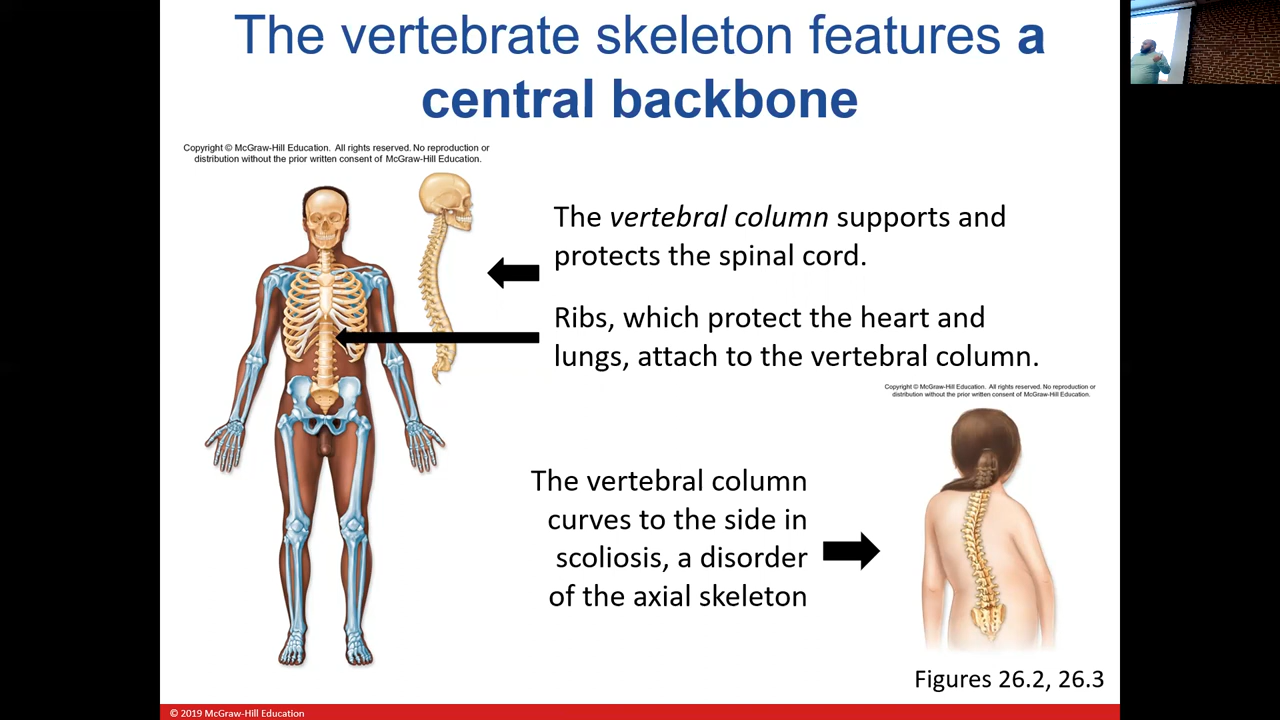 The vertebrate skeleton features a
central backbone
Copyright © McGraw-Hill Education. All rights reserved. No reproduction or
distribution without the prior written consent of McGraw-Hill Education.
The vertebral column supports and
protects the spinal cord.
Ribs, which protect the heart and
lungs, attach to the vertebral column.
Copyright © McGraw-Hill Education. All rights reserved. No reproduction or
distribution without the prior written consent of McGraw-Hill Education.
The vertebral column
curves to the side in
scoliosis, a disorder
of the axial skeleton
Figures 26.2, 26.3
© 2019 McGraw-Hill Education